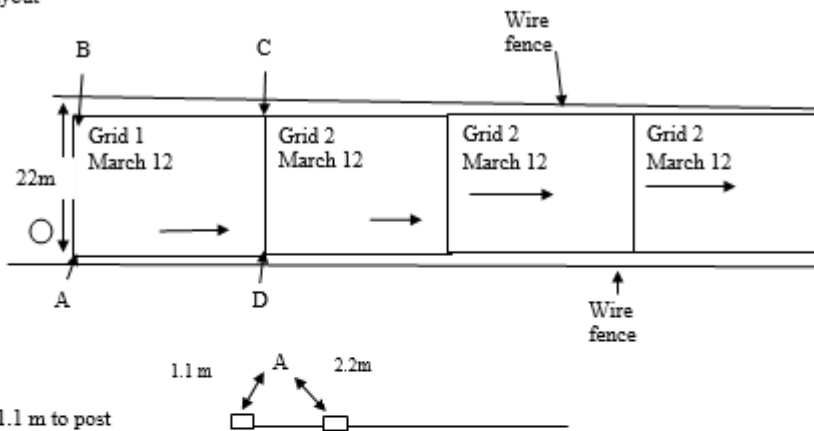 Wire
fence
B
C
Grid 1
March 12
Grid 2
March 12
Grid 2
March 12
Grid 2
March 12
22m
A
D
Wire
fence
1.1 m
A
2.2m
1.1 m to post